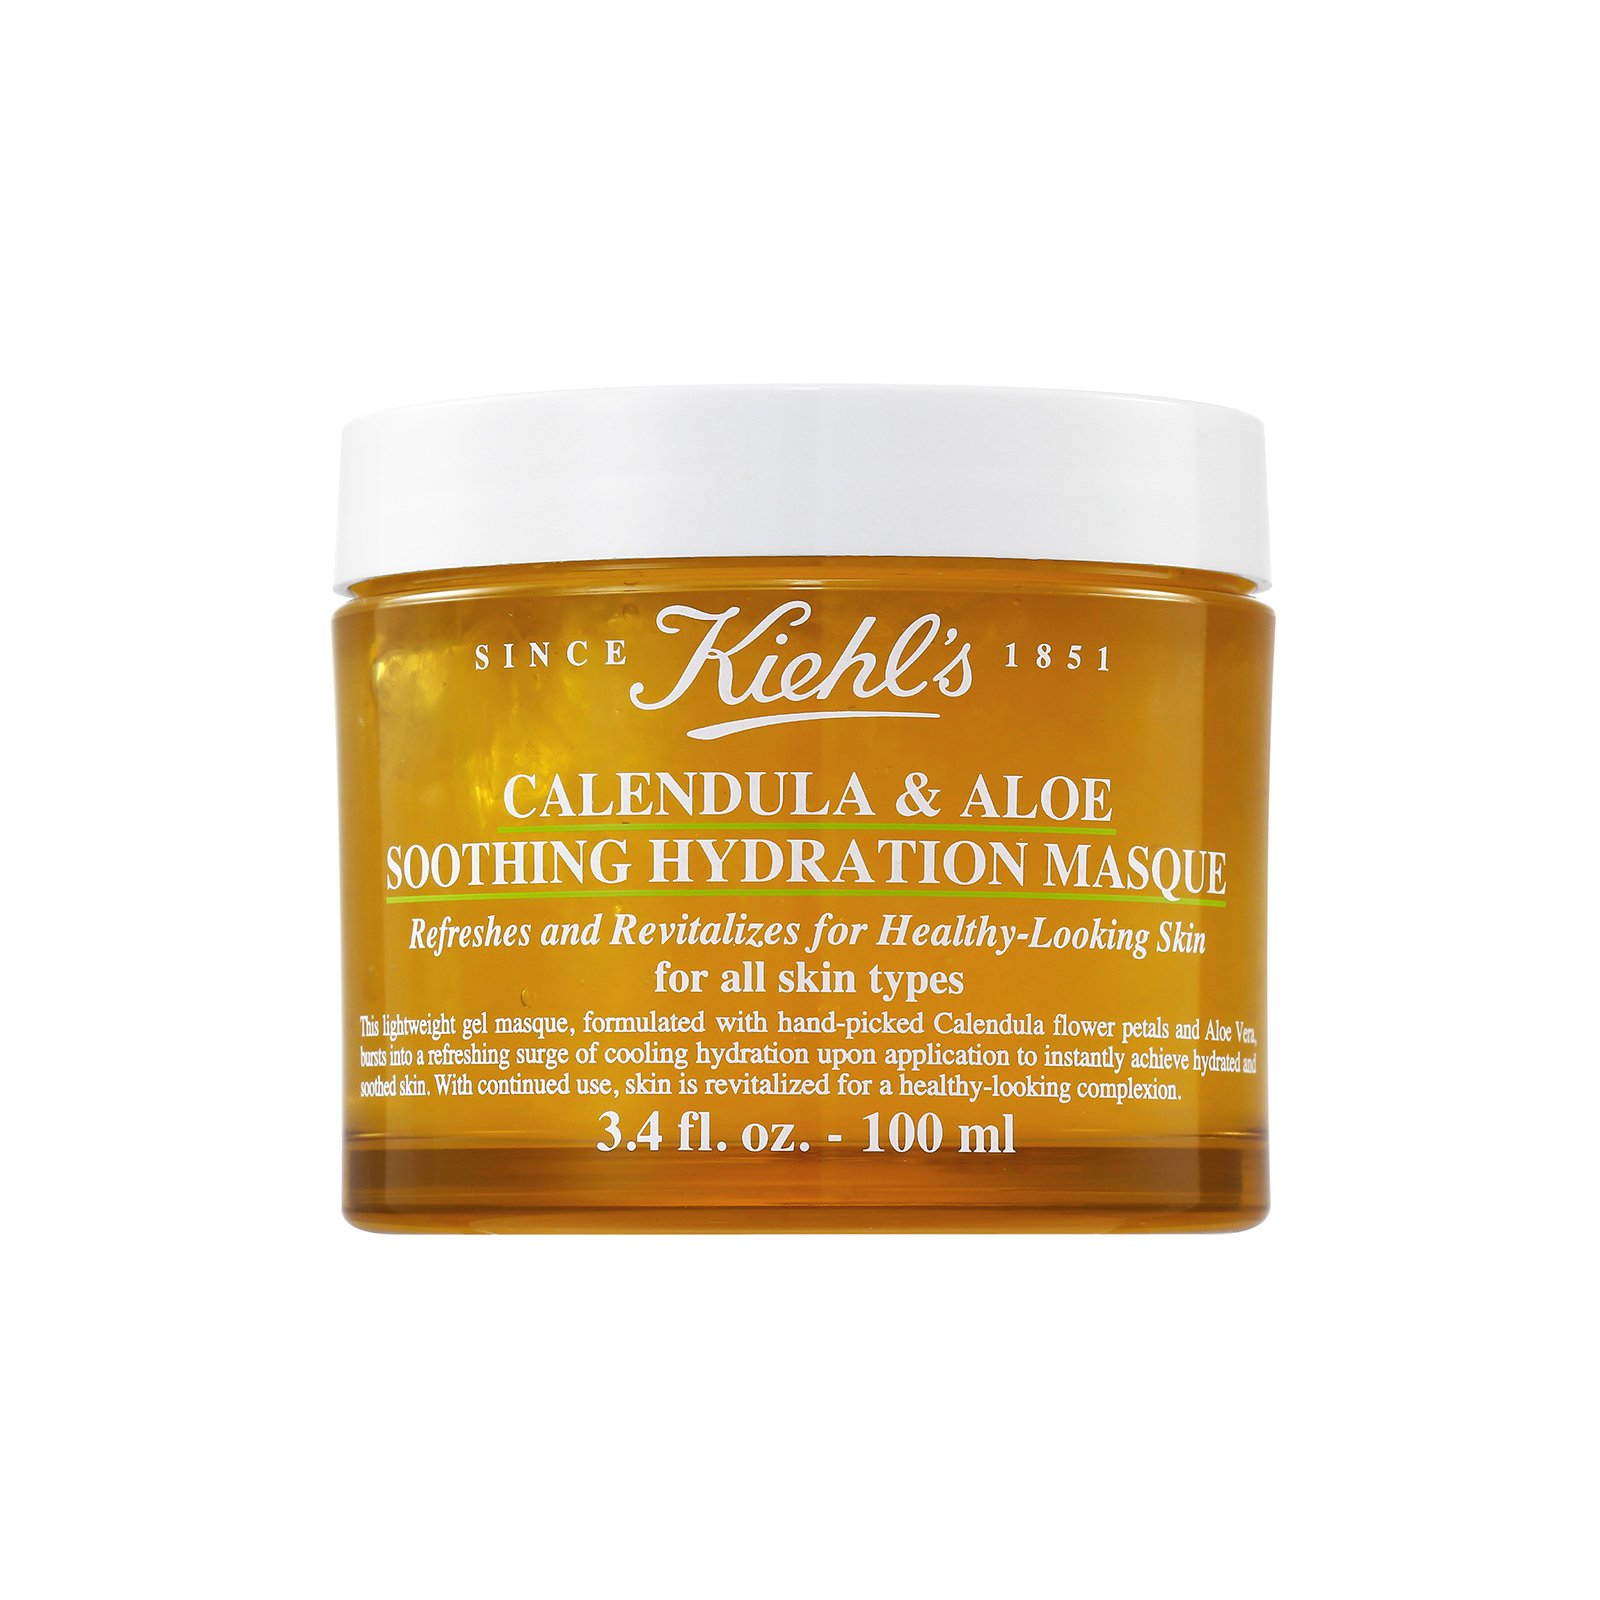 SINCE Kiehl's 1851
CALENDULA & ALOE
SOOTHING HYDRATION MASQUE
Refreshes and Revitalizes for Healthy-Looking Skin
for all skin types
This lightweight gel masque, formulated with hand-picked Calendula flower petals and Aloe Vera,
bursts into a refreshing surge of cooling hydration upon application to instantly achieve hydrated and
soothed skin. With continued use, skin is revitalized for a healthy-looking complexion.
3.4 fl. oz. - 100 ml